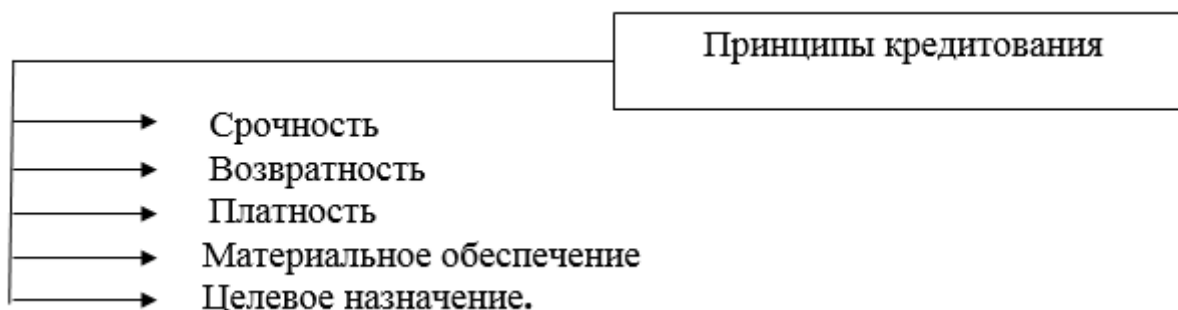 Принципы кредитования
Срочность
Возвратность
Платность
Материальное обеспечение
Целевое назначение.